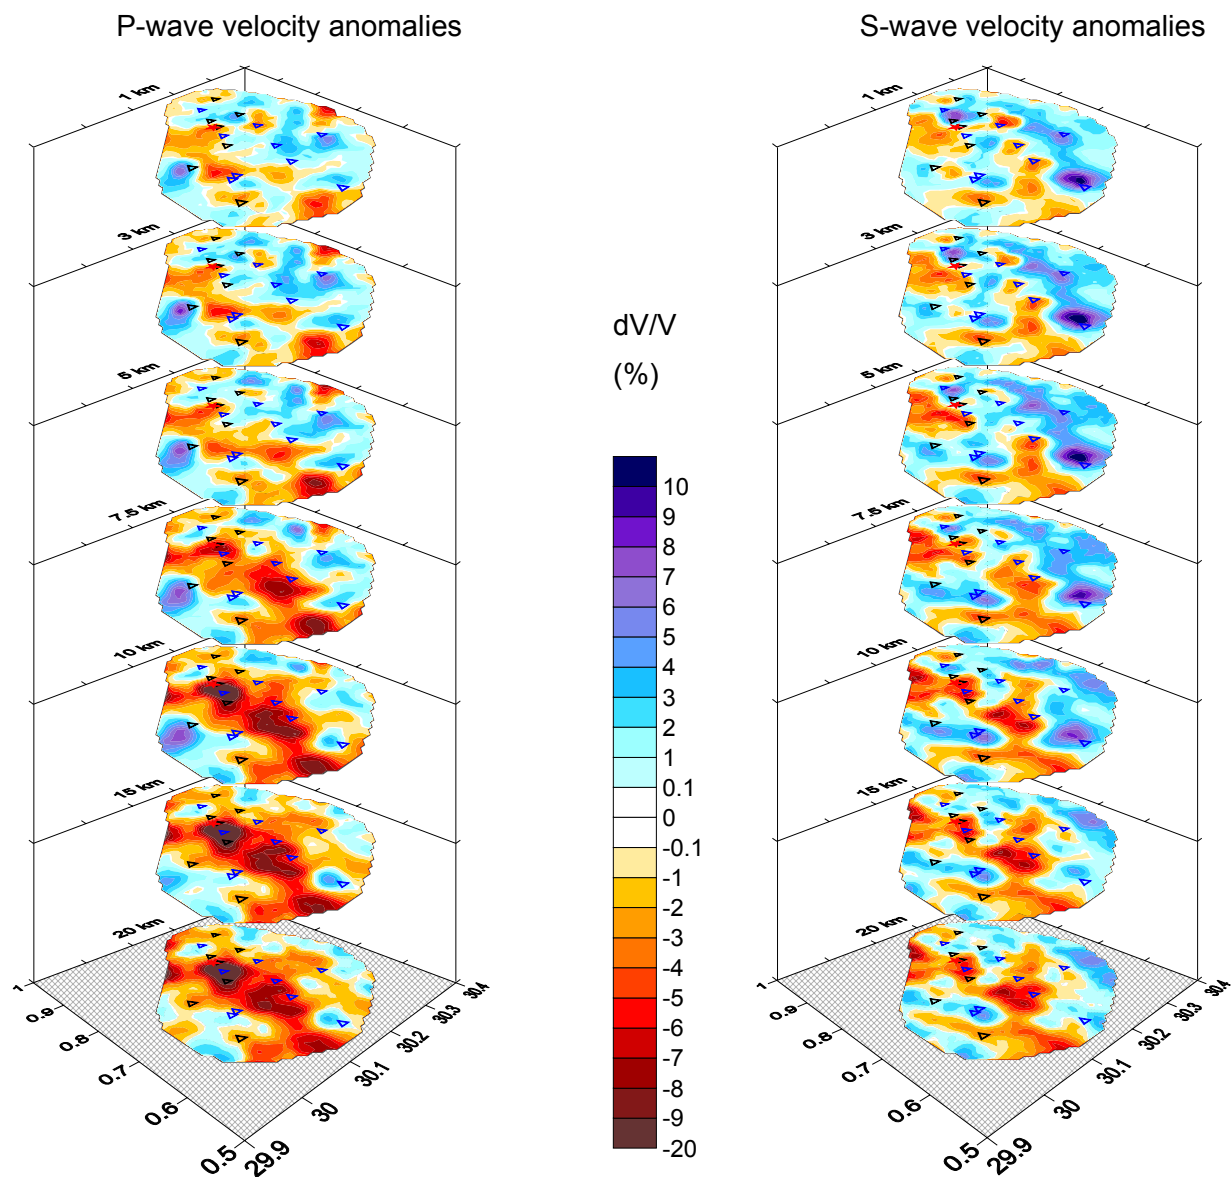 P-wave velocity anomalies
S-wave velocity anomalies
1 km
3 km
5 km
7.5 km
10 km
15 km
20 km
1
0.9
0.8
0.7
0.6
0.5
29.9
30
30.1
30.2
30.3
30.4
dV/V
(%)
10
9
8
7
6
5
4
3
2
1
0.1
0
-0.1
-1
-2
-3
-4
-5
-6
-7
-8
-9
-20
1 km
3 km
5 km
7.5 km
10 km
15 km
20 km
1
0.9
0.8
0.7
0.6
0.5
29.9
30
30.1
30.2
30.3
30.4